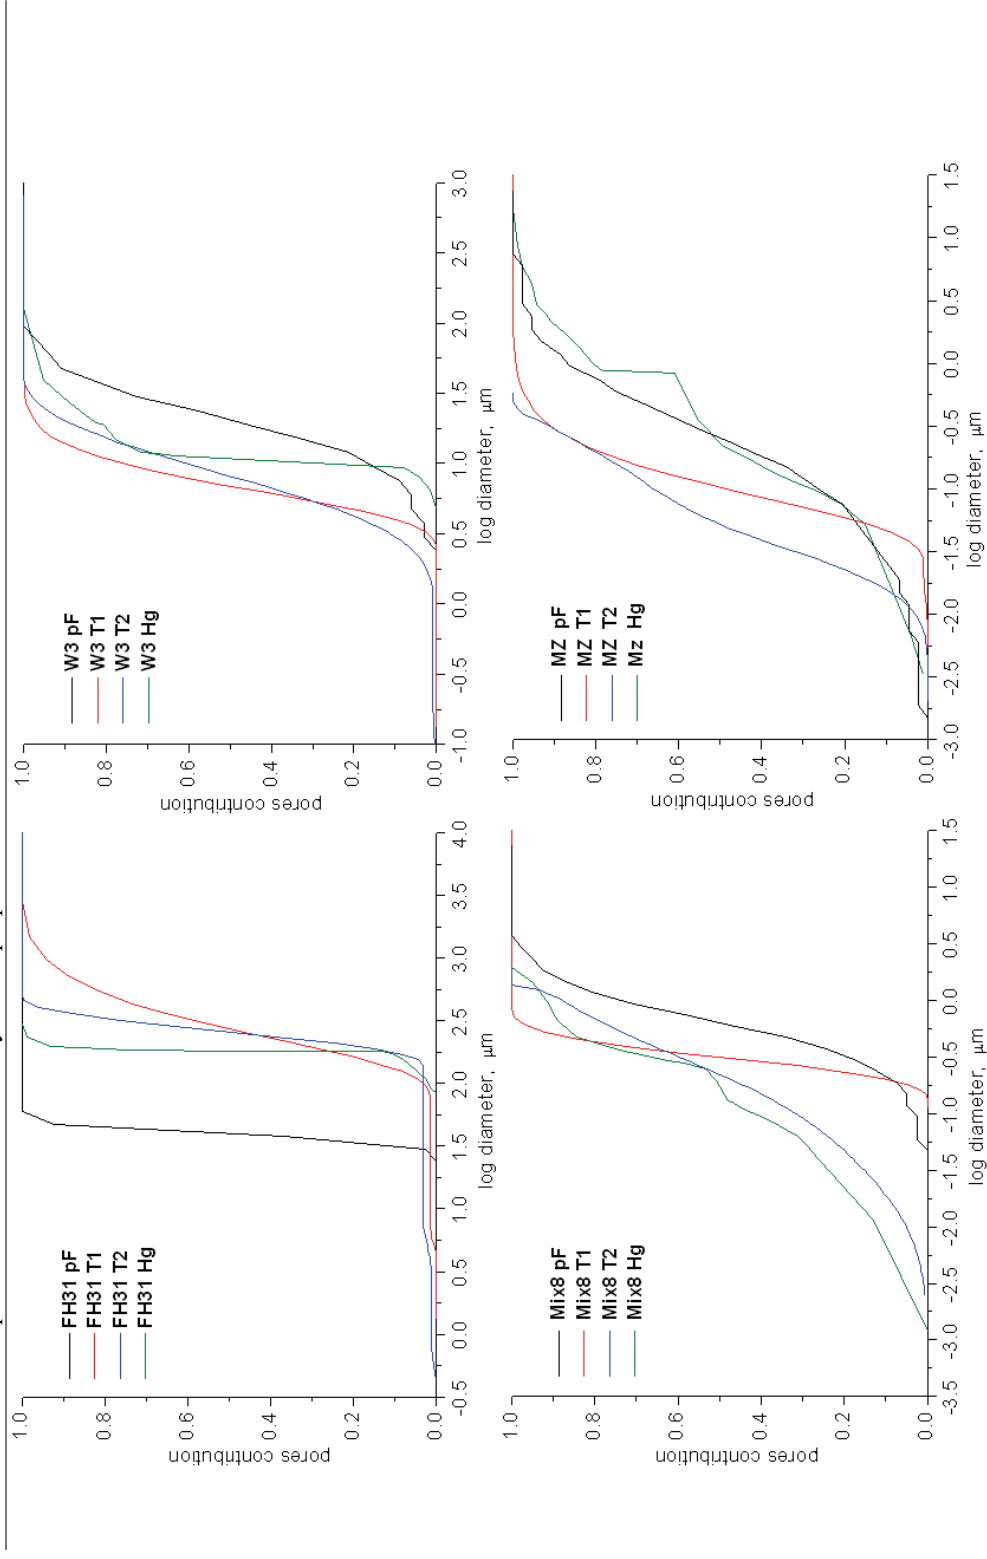 FH31 pF
FH31 T1
FH31 T2
FH31 Hg
1.0
0.8
0.6
0.4
0.2
0.0
pores contribution
-0.5 0.0 0.5 1.0 1.5 2.0 2.5 3.0 3.5 4.0
log diameter, μm
W3 pF
W3 T1
W3 T2
W3 Hg
1.0
0.8
0.6
0.4
0.2
0.0
pores contribution
-1.0 -0.5 0.0 0.5 1.0 1.5 2.0 2.5 3.0
log diameter, μm
Mix8 pF
Mix8 T1
Mix8 T2
Mix8 Hg
1.0
0.8
0.6
0.4
0.2
0.0
pores contribution
-3.5 -3.0 -2.5 -2.0 -1.5 -1.0 -0.5 0.0 0.5 1.0 1.5
log diameter, μm
MZ pF
MZ T1
MZ T2
Mz Hg
1.0
0.8
0.6
0.4
0.2
0.0
pores contribution
-3.0 -2.5 -2.0 -1.5 -1.0 -0.5 0.0 0.5 1.0 1.5
log diameter, μm